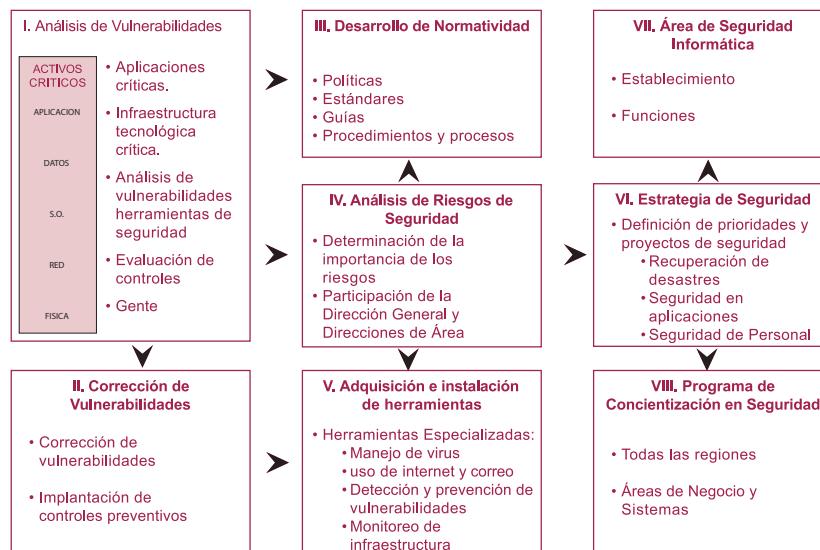 I. Análisis de Vulnerabilidades
ACTIVOS
CRITICOS
APLICACION
DATOS
S.O.
RED
FISICA
• Aplicaciones
críticas.
• Infraestructura
tecnológica
crítica.
• Análisis de
vulnerabilidades
herramientas de
seguridad
• Evaluación de
controles
• Gente
II. Corrección de
Vulnerabilidades
• Corrección de
vulnerabilidades
• Implantación de
controles preventivos
III. Desarrollo de Normatividad
• Políticas
• Estándares
• Guías
• Procedimientos y procesos
IV. Análisis de Riesgos de
Seguridad
• Determinación de la
importancia de los
riesgos
• Participación de la
Dirección General y
Direcciones de Área
V. Adquisición e instalación
de herramientas
• Herramientas Especializadas:
• Manejo de virus
• uso de internet y correo
• Detección y prevención de
vulnerabilidades
• Monitoreo de
infraestructura
VII. Área de Seguridad
Informática
• Establecimiento
• Funciones
VI. Estrategia de Seguridad
• Definición de prioridades y
proyectos de seguridad
• Recuperación de
desastres
• Seguridad en
aplicaciones
• Seguridad de Personal
VIII. Programa de
Concientización en Seguridad
• Todas las regiones
• Áreas de Negocio y
Sistemas